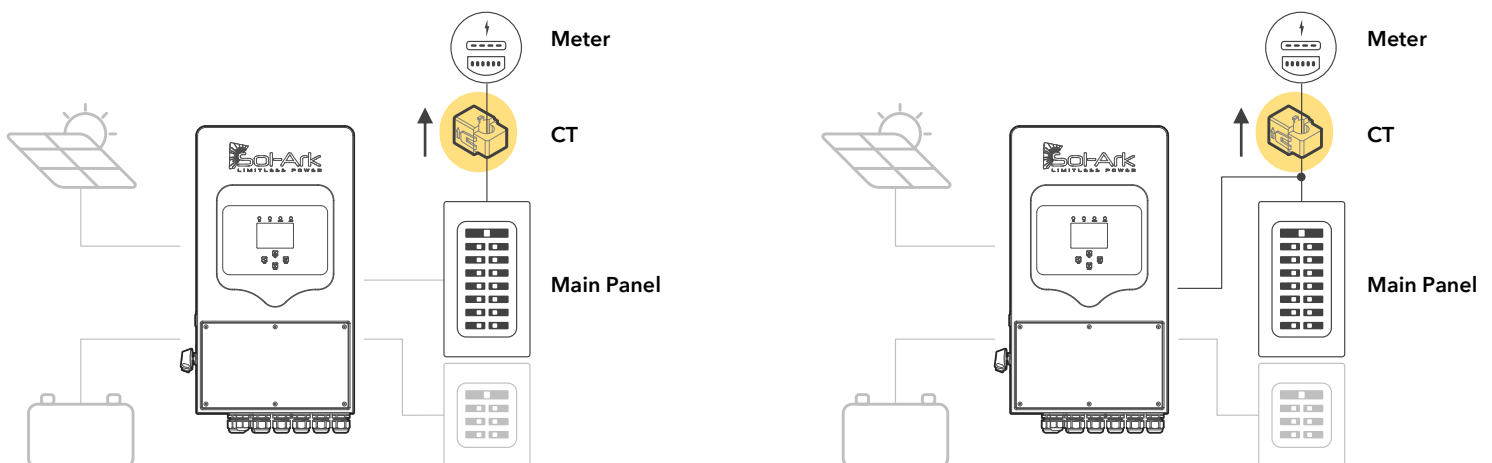 Meter
CT
Sol-Ark
LIMITLESS POWER
Main Panel
Meter
CT
Sol-Ark
LIMITLESS POWER
Main Panel